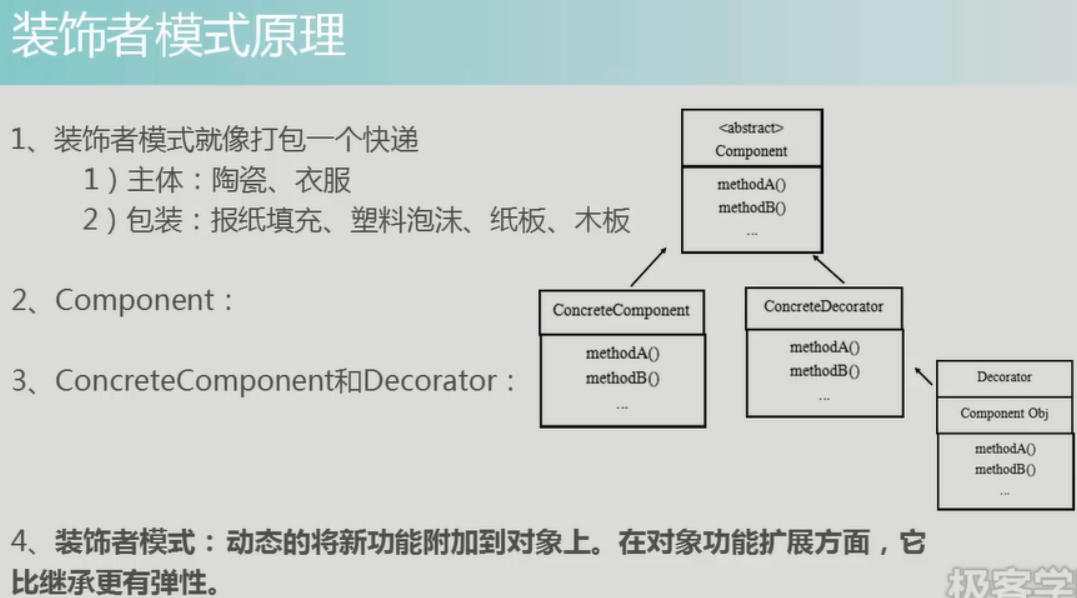 装饰者模式原理
1、装饰者模式就像打包一个快递
1）主体：陶瓷、衣服
2）包装：报纸填充、塑料泡沫、纸板、木板
2、Component：
3、ConcreteComponent和Decorator：
<abstract>
Component
methodA()
methodB()
...
ConcreteComponent
methodA()
methodB()
...
ConcreteDecorator
methodA()
methodB()
...
Decorator
Component Obj
methodA()
methodB()
...
4、装饰者模式：动态的将新功能附加到对象上。在对象功能扩展方面，它
比继承更有弹性。
极客学